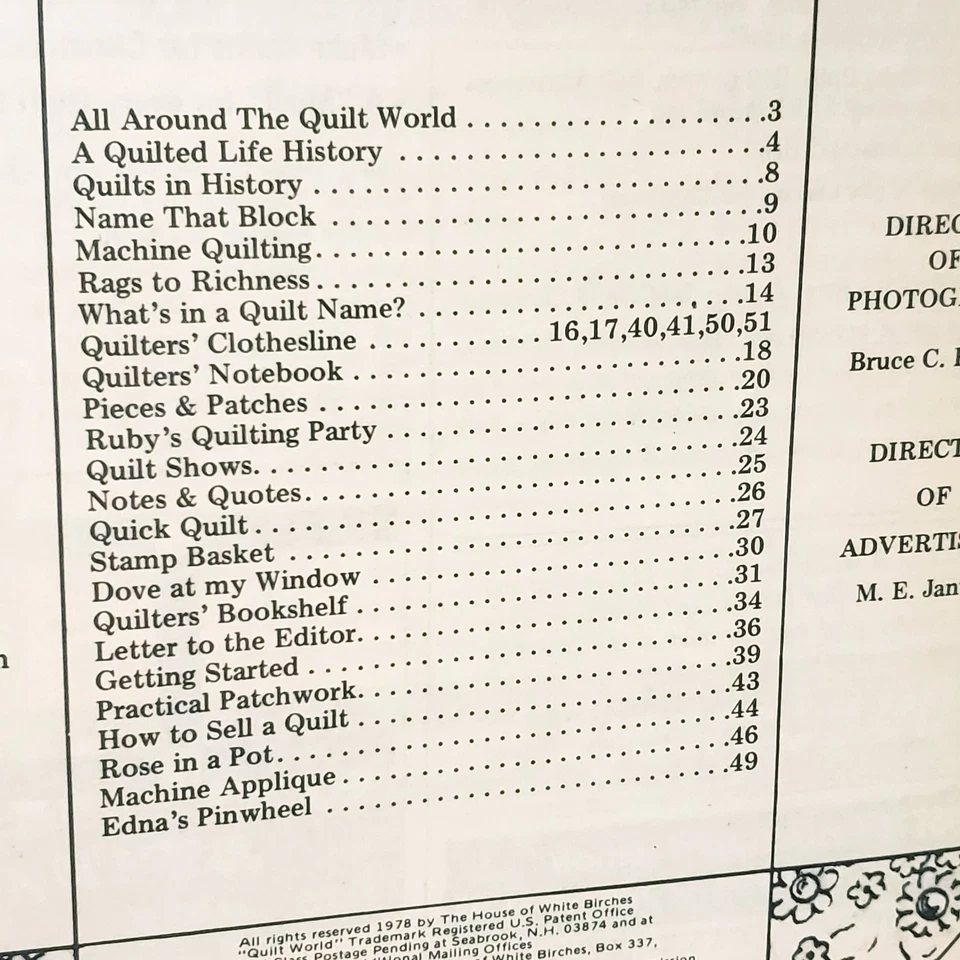 All Around The Quilt World . . . . . . . . . . . . . . . . . . .3
A Quilted Life History . . . . . . . . . . . . . . . . . . . . . . .4
Quilts in History . . . . . . . . . . . . . . . . . . . . . . . . . . . .8
Name That Block . . . . . . . . . . . . . . . . . . . . . . . . . . .9
Machine Quilting. . . . . . . . . . . . . . . . . . . . . . . . . . .10
Rags to Richness. . . . . . . . . . . . . . . . . . . . . . . . . . .13
What's in a Quilt Name? . . . . . . . . . . . . . . . . . . . .14
Quilters' Clothesline . . . . . . . . . . . 16,17,40,41,50,51
Quilters' Notebook . . . . . . . . . . . . . . . . . . . . . . . .18
Pieces & Patches . . . . . . . . . . . . . . . . . . . . . . . . . .20
Ruby's Quilting Party . . . . . . . . . . . . . . . . . . . . . .23
Quilt Shows. . . . . . . . . . . . . . . . . . . . . . . . . . . . . .24
Notes & Quotes. . . . . . . . . . . . . . . . . . . . . . . . . . .25
Quick Quilt . . . . . . . . . . . . . . . . . . . . . . . . . . . . . .26
Stamp Basket . . . . . . . . . . . . . . . . . . . . . . . . . . . .27
Dove at my Window . . . . . . . . . . . . . . . . . . . . . . .30
Quilters' Bookshelf . . . . . . . . . . . . . . . . . . . . . . . .31
Letter to the Editor. . . . . . . . . . . . . . . . . . . . . . . .34
Getting Started . . . . . . . . . . . . . . . . . . . . . . . . . . .36
Practical Patchwork. . . . . . . . . . . . . . . . . . . . . . . .39
How to Sell a Quilt . . . . . . . . . . . . . . . . . . . . . . . .43
Rose in a Pot. . . . . . . . . . . . . . . . . . . . . . . . . . . . .44
Machine Applique . . . . . . . . . . . . . . . . . . . . . . . . .46
Edna's Pinwheel . . . . . . . . . . . . . . . . . . . . . . . . . .49
All rights reserved 1978 by The House of White Birches
"Quilt World" Trademark Registered U.S. Patent Office
Class Postage Pending at Seabrook, N.H. 03874 and at
Mailing Offices
of White Birches, Box 337,
DIREC
OF
PHOTOG
Bruce C.
DIRECT
OF
ADVERTIS
M. E. Jan